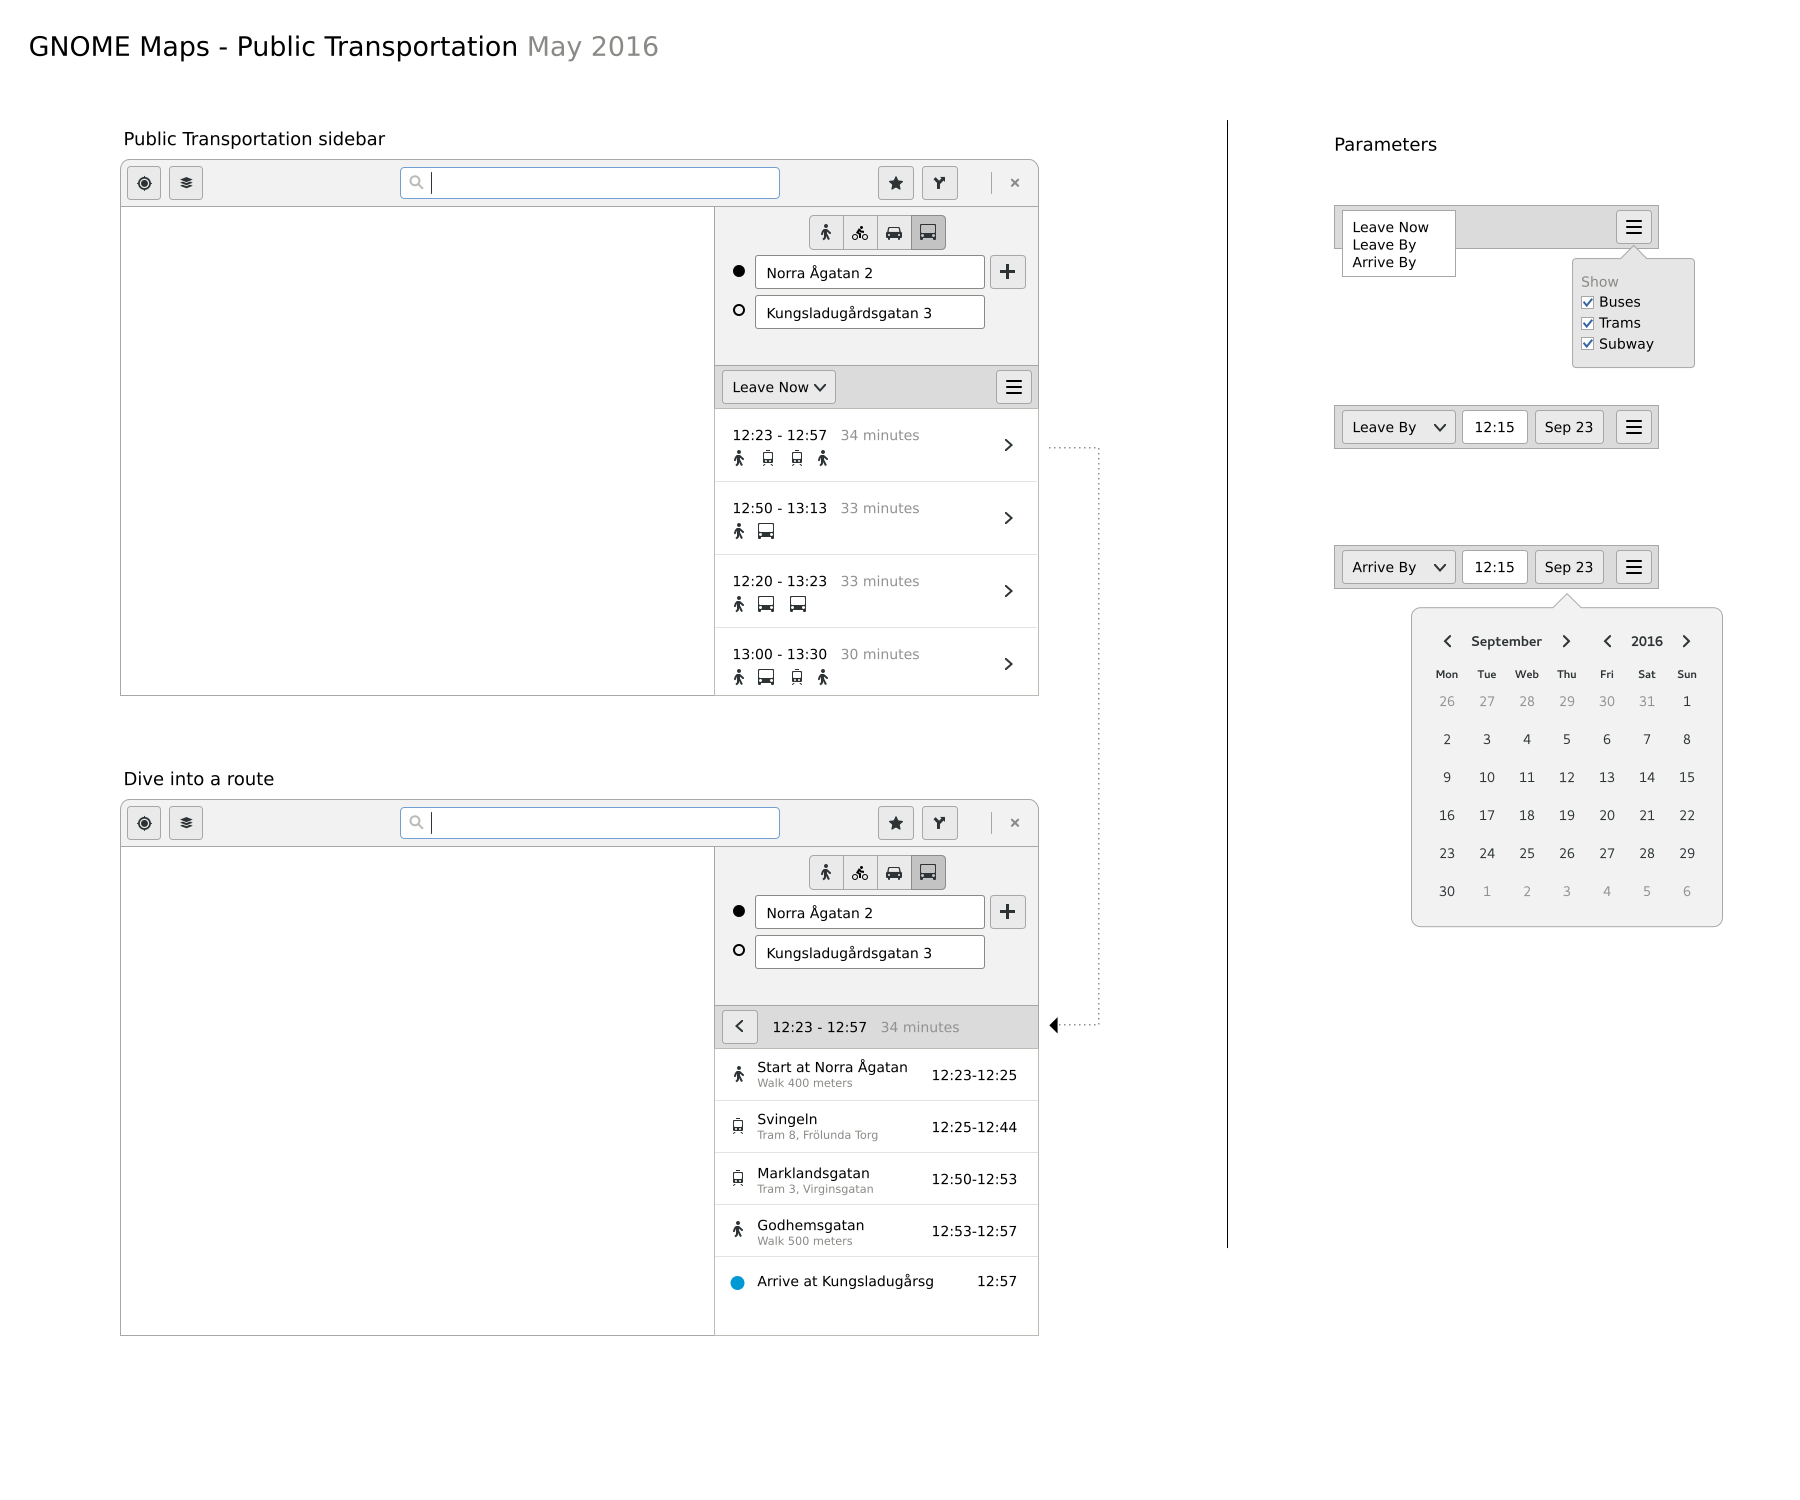 GNOME Maps - Public Transportation May 2016
Public Transportation sidebar
Norra Ågatan 2
Kungsladugårdsgatan 3
Leave Now
12:23 - 12:57 34 minutes
12:50 - 13:13 33 minutes
12:20 - 13:23 33 minutes
13:00 - 13:30 30 minutes
Dive into a route
Norra Ågatan 2
Kungsladugårdsgatan 3
12:23 - 12:57 34 minutes
Start at Norra Ågatan 12:23-12:25
Walk 400 meters
Svingeln 12:25-12:44
Tram 8, Frölunda Torg
Marklandsgatan 12:50-12:53
Tram 3, Virginsgatan
Godhemsgatan 12:53-12:57
Walk 500 meters
Arrive at Kungsladugårsg 12:57
Parameters
Leave Now
Leave By
Arrive By
Show
Buses
Trams
Subway
Leave By 12:15 Sep 23
Arrive By 12:15 Sep 23
September 2016
Mon Tue Web Thu Fri Sat Sun
26 27 28 29 30 31 1
2 3 4 5 6 7 8
9 10 11 12 13 14 15
16 17 18 19 20 21 22
23 24 25 26 27 28 29
30 1 2 3 4 5 6